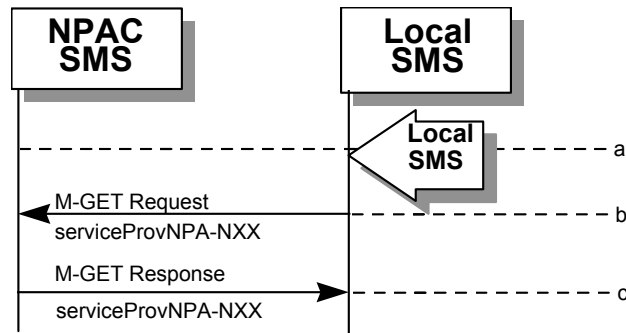 NPAC
SMS
Local
SMS
Local
SMS
a
M-GET Request
b
serviceProvNPA-NXX
M-GET Response
c
serviceProvNPA-NXX